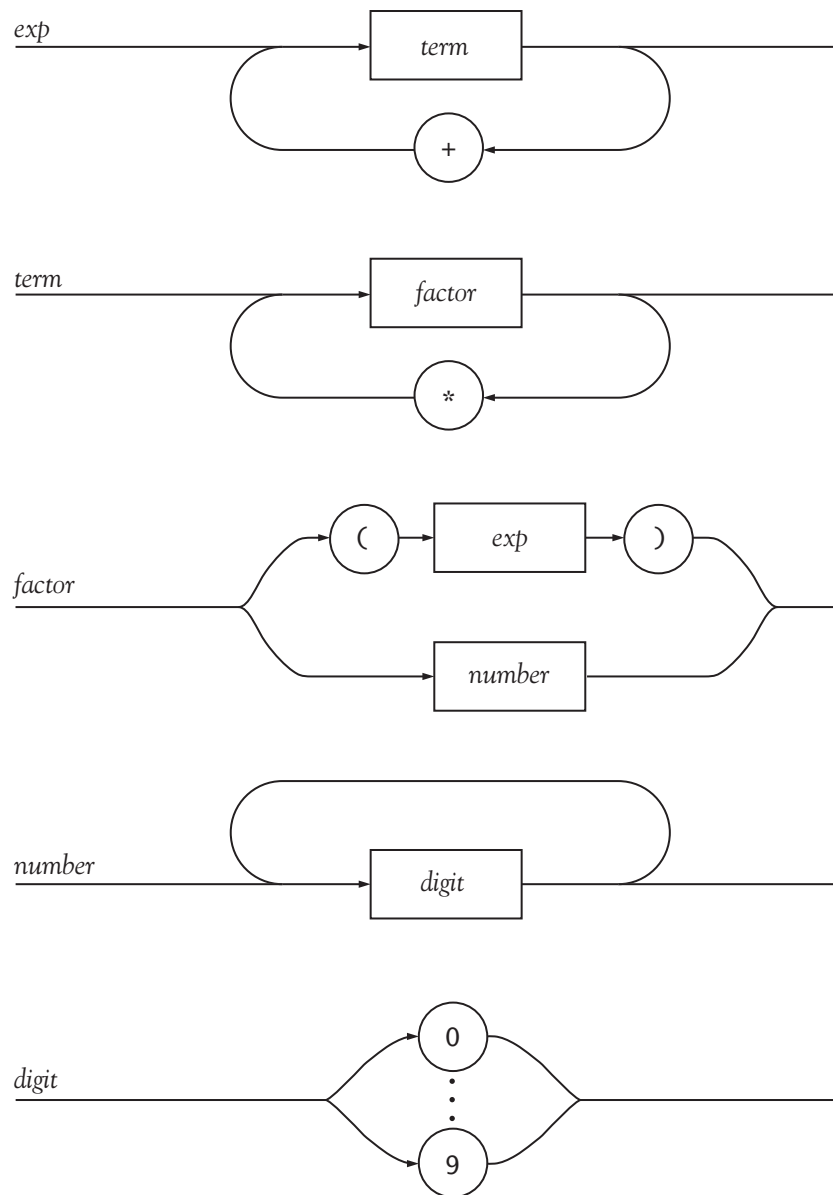 exp
term
+
term
factor
*
( exp )
factor
number
number
digit
0
digit
9